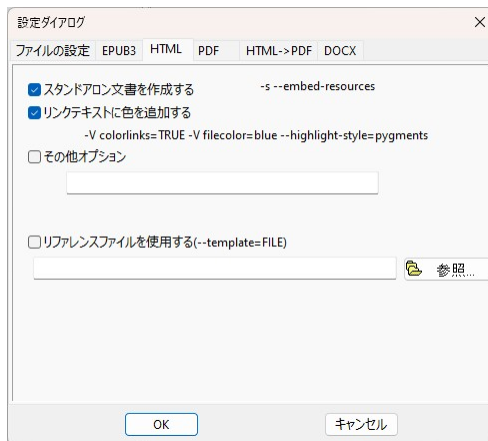 設定ダイアログ
ファイルの設定 EPUB3 HTML PDF HTML->PDF DOCX
スタンドアロン文書を作成する -s --embed-resources
リンクテキストに色を追加する
-V colorlinks=TRUE -V filecolor=blue --highlight-style=pygments
その他オプション
リファレンスファイルを使用する(--template=FILE)
参照...
OK キャンセル